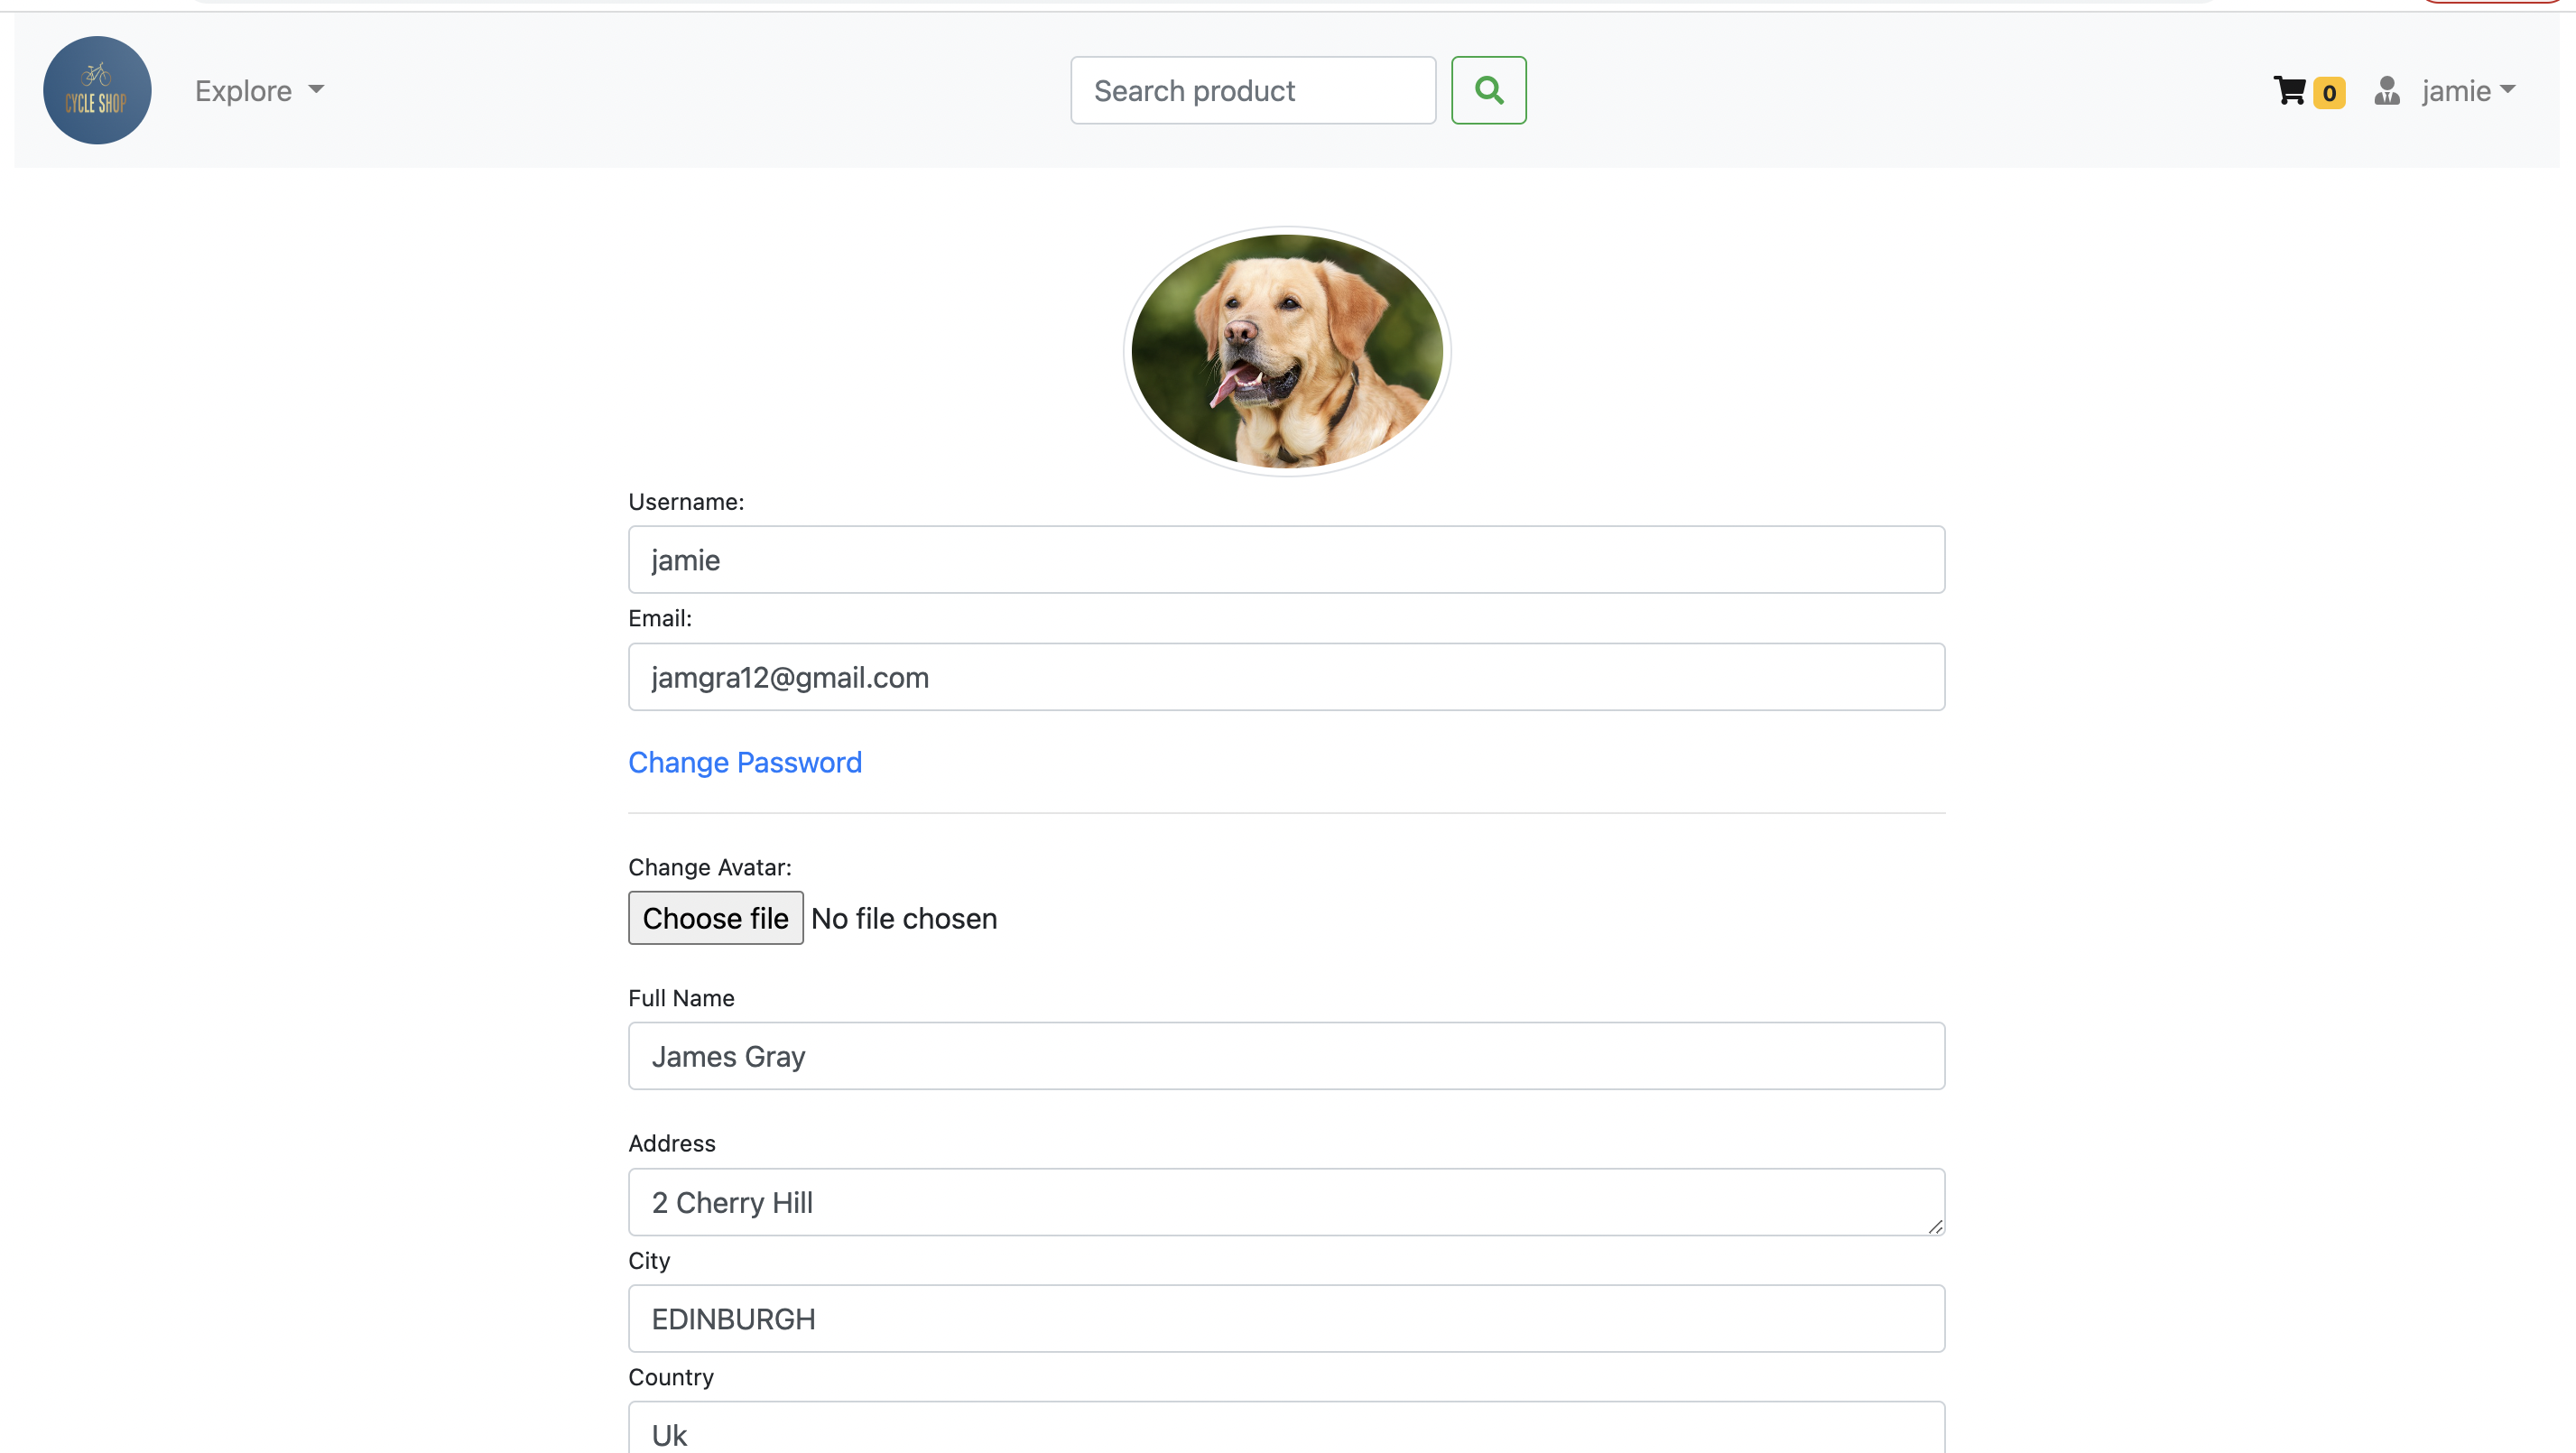 CYCLE SHOP
Explore
Search product
0
jamie
Username:
jamie
Email:
jamgra12@gmail.com
Change Password
Change Avatar:
Choose file No file chosen
Full Name
James Gray
Address
2 Cherry Hill
City
EDINBURGH
Country
Uk